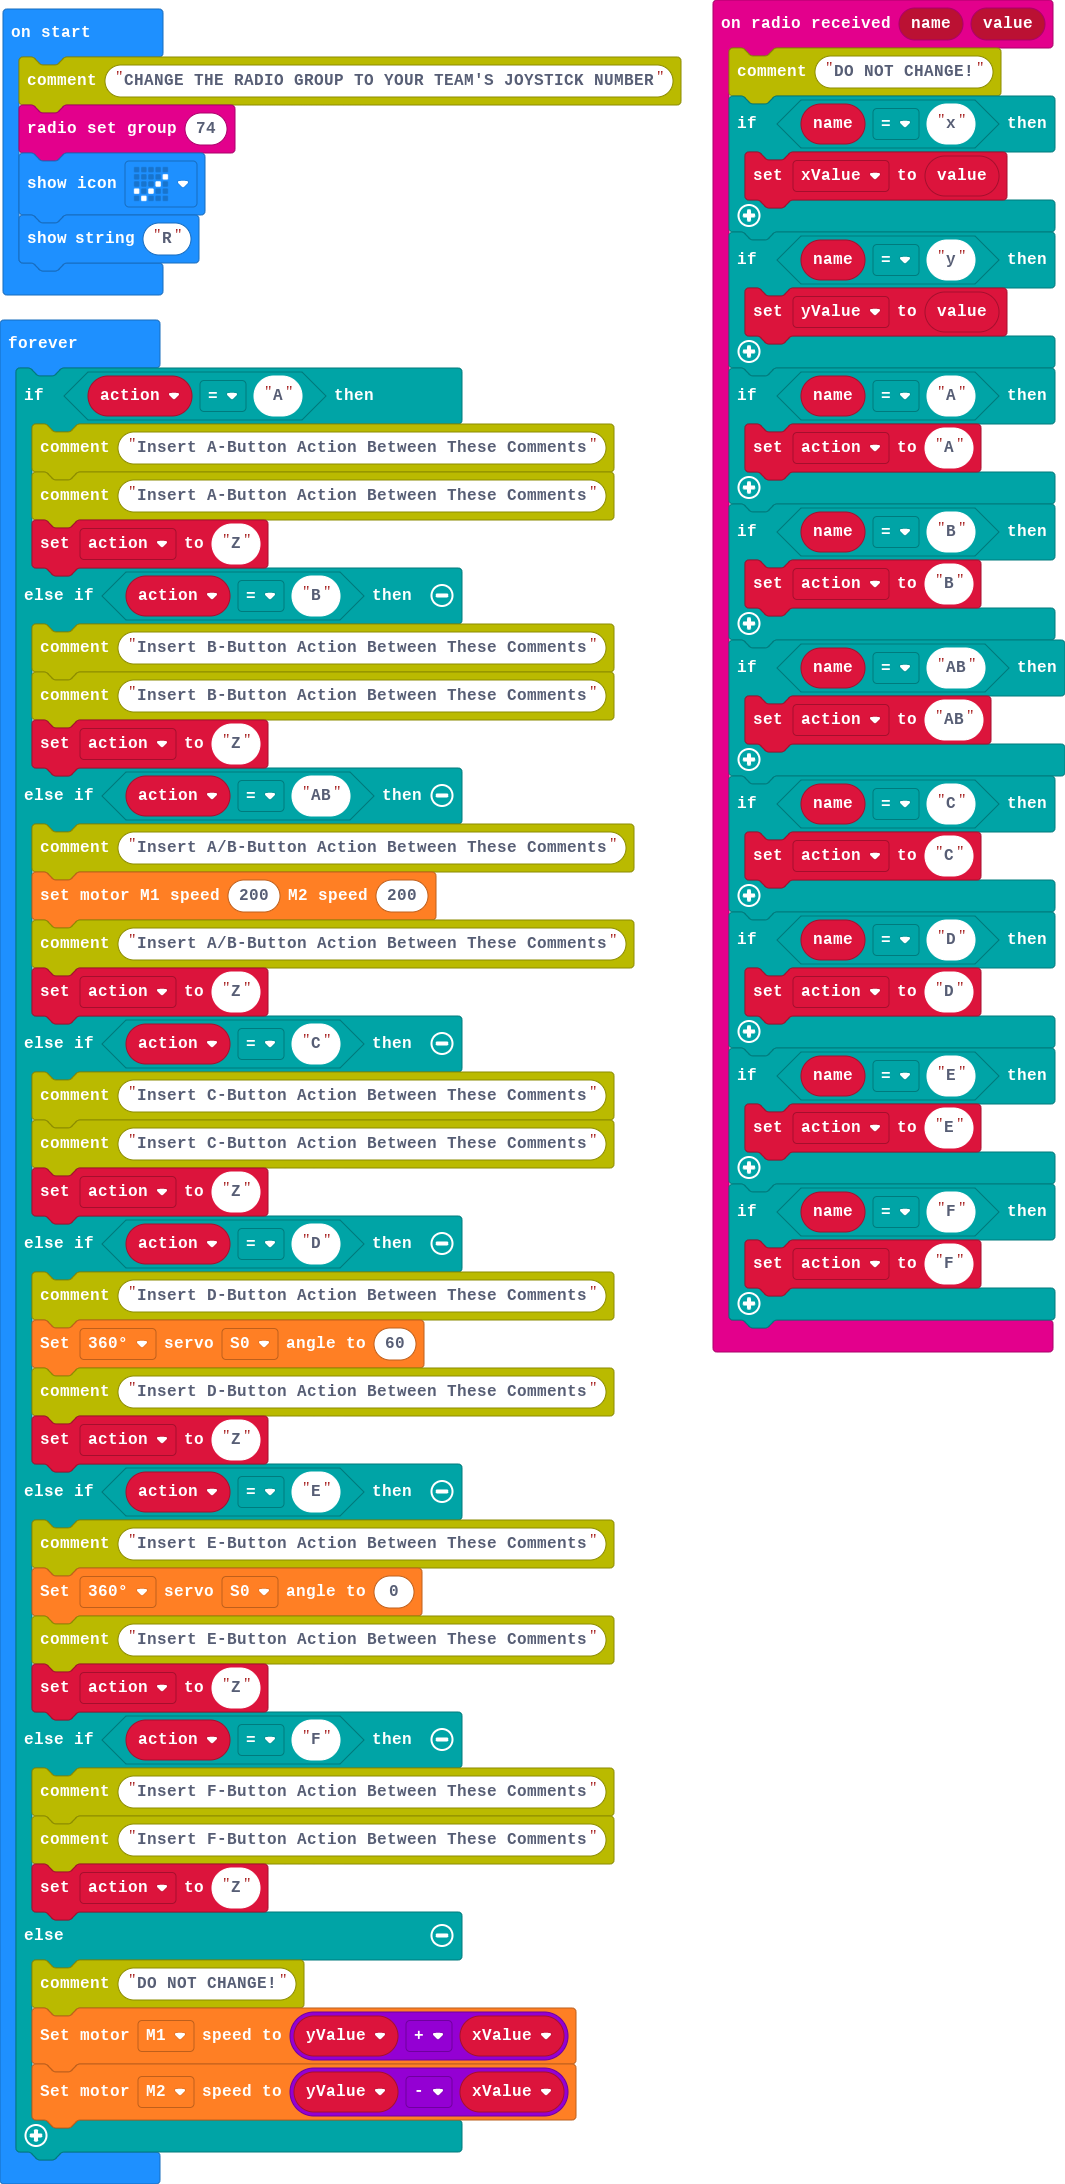 on start
comment "CHANGE THE RADIO GROUP TO YOUR TEAM'S JOYSTICK NUMBER"
radio set group 74
show icon
show string "R"
forever
if action = "A" then
comment "Insert A-Button Action Between These Comments"
comment "Insert A-Button Action Between These Comments"
set action to "Z"
else if action = "B" then
comment "Insert B-Button Action Between These Comments"
comment "Insert B-Button Action Between These Comments"
set action to "Z"
else if action = "AB" then
comment "Insert A/B-Button Action Between These Comments"
set motor M1 speed 200 M2 speed 200
comment "Insert A/B-Button Action Between These Comments"
set action to "Z"
else if action = "C" then
comment "Insert C-Button Action Between These Comments"
comment "Insert C-Button Action Between These Comments"
set action to "Z"
else if action = "D" then
comment "Insert D-Button Action Between These Comments"
Set 360° servo S0 angle to 60
comment "Insert D-Button Action Between These Comments"
set action to "Z"
else if action = "E" then
comment "Insert E-Button Action Between These Comments"
Set 360° servo S0 angle to 0
comment "Insert E-Button Action Between These Comments"
set action to "Z"
else if action = "F" then
comment "Insert F-Button Action Between These Comments"
comment "Insert F-Button Action Between These Comments"
set action to "Z"
else
comment "DO NOT CHANGE!"
Set motor M1 speed to yValue + xValue
Set motor M2 speed to yValue - xValue
on radio received name value
comment "DO NOT CHANGE!"
if name = "x" then
set xValue to value
if name = "y" then
set yValue to value
if name = "A" then
set action to "A"
if name = "B" then
set action to "B"
if name = "AB" then
set action to "AB"
if name = "C" then
set action to "C"
if name = "D" then
set action to "D"
if name = "E" then
set action to "E"
if name = "F" then
set action to "F"